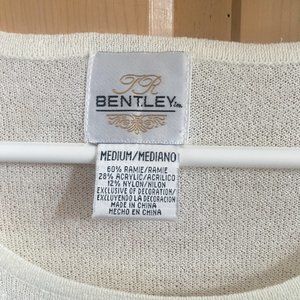 JR
BENTLEY
MEDIUM/MEDIANO
60% RAMIE/RAMIE
28% ACRYLIC/ACRILICO
12% NYLON/NILON
EXCLUSIVE OF DECORATION/
EXCLUYENDO LA DECORACION
MADE IN CHINA
HECHO EN CHINA